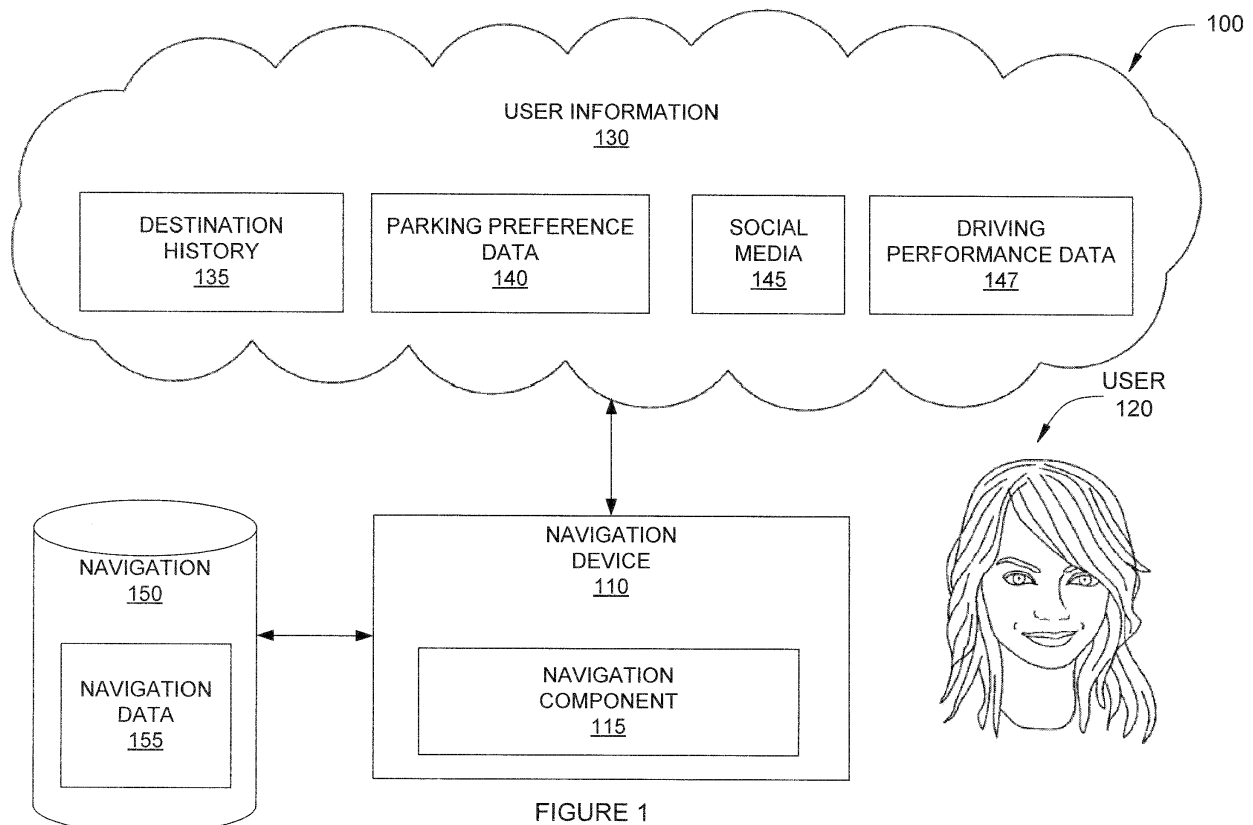 100
USER INFORMATION
130
DESTINATION
HISTORY
135
PARKING PREFERENCE
DATA
140
SOCIAL
MEDIA
145
DRIVING
PERFORMANCE DATA
147
USER
120
NAVIGATION
150
NAVIGATION
DATA
155
NAVIGATION
DEVICE
110
NAVIGATION
COMPONENT
115
FIGURE 1